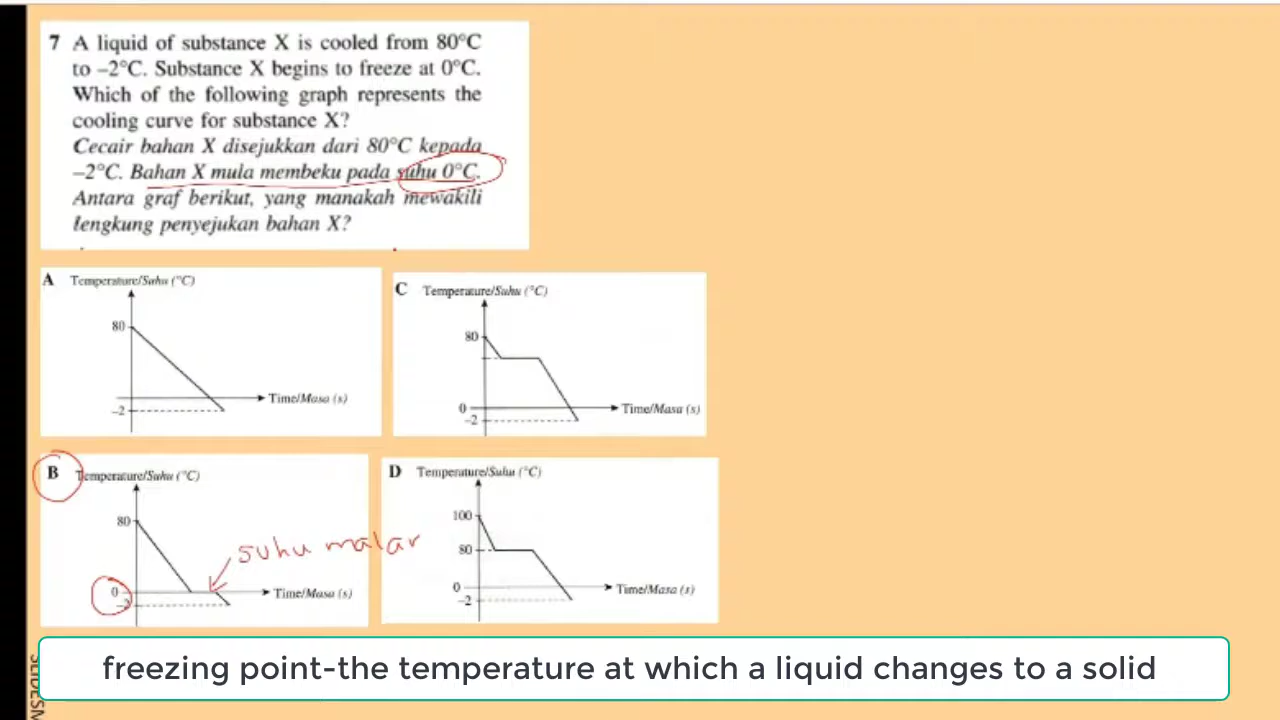 7 A liquid of substance X is cooled from 80°C
to –2°C. Substance X begins to freeze at 0°C.
Which of the following graph represents the
cooling curve for substance X?
Cecair bahan X disejukkan dari 80°C kepada
–2°C. Bahan X mula membeku pada suhu 0°C.
Antara graf berikut, yang manakah mewakili
lengkung penyejukan bahan X?
A Temperature/Suhu (°C)
80
Time/Masa (s)
–2
C Temperature/Suhu (°C)
80
0
Time/Masa (s)
–2
B Temperature/Suhu (°C)
80
suhu malar
0
Time/Masa (s)
–2
D Temperature/Suhu (°C)
100
80
0
Time/Masa (s)
–2
freezing point-the temperature at which a liquid changes to a solid